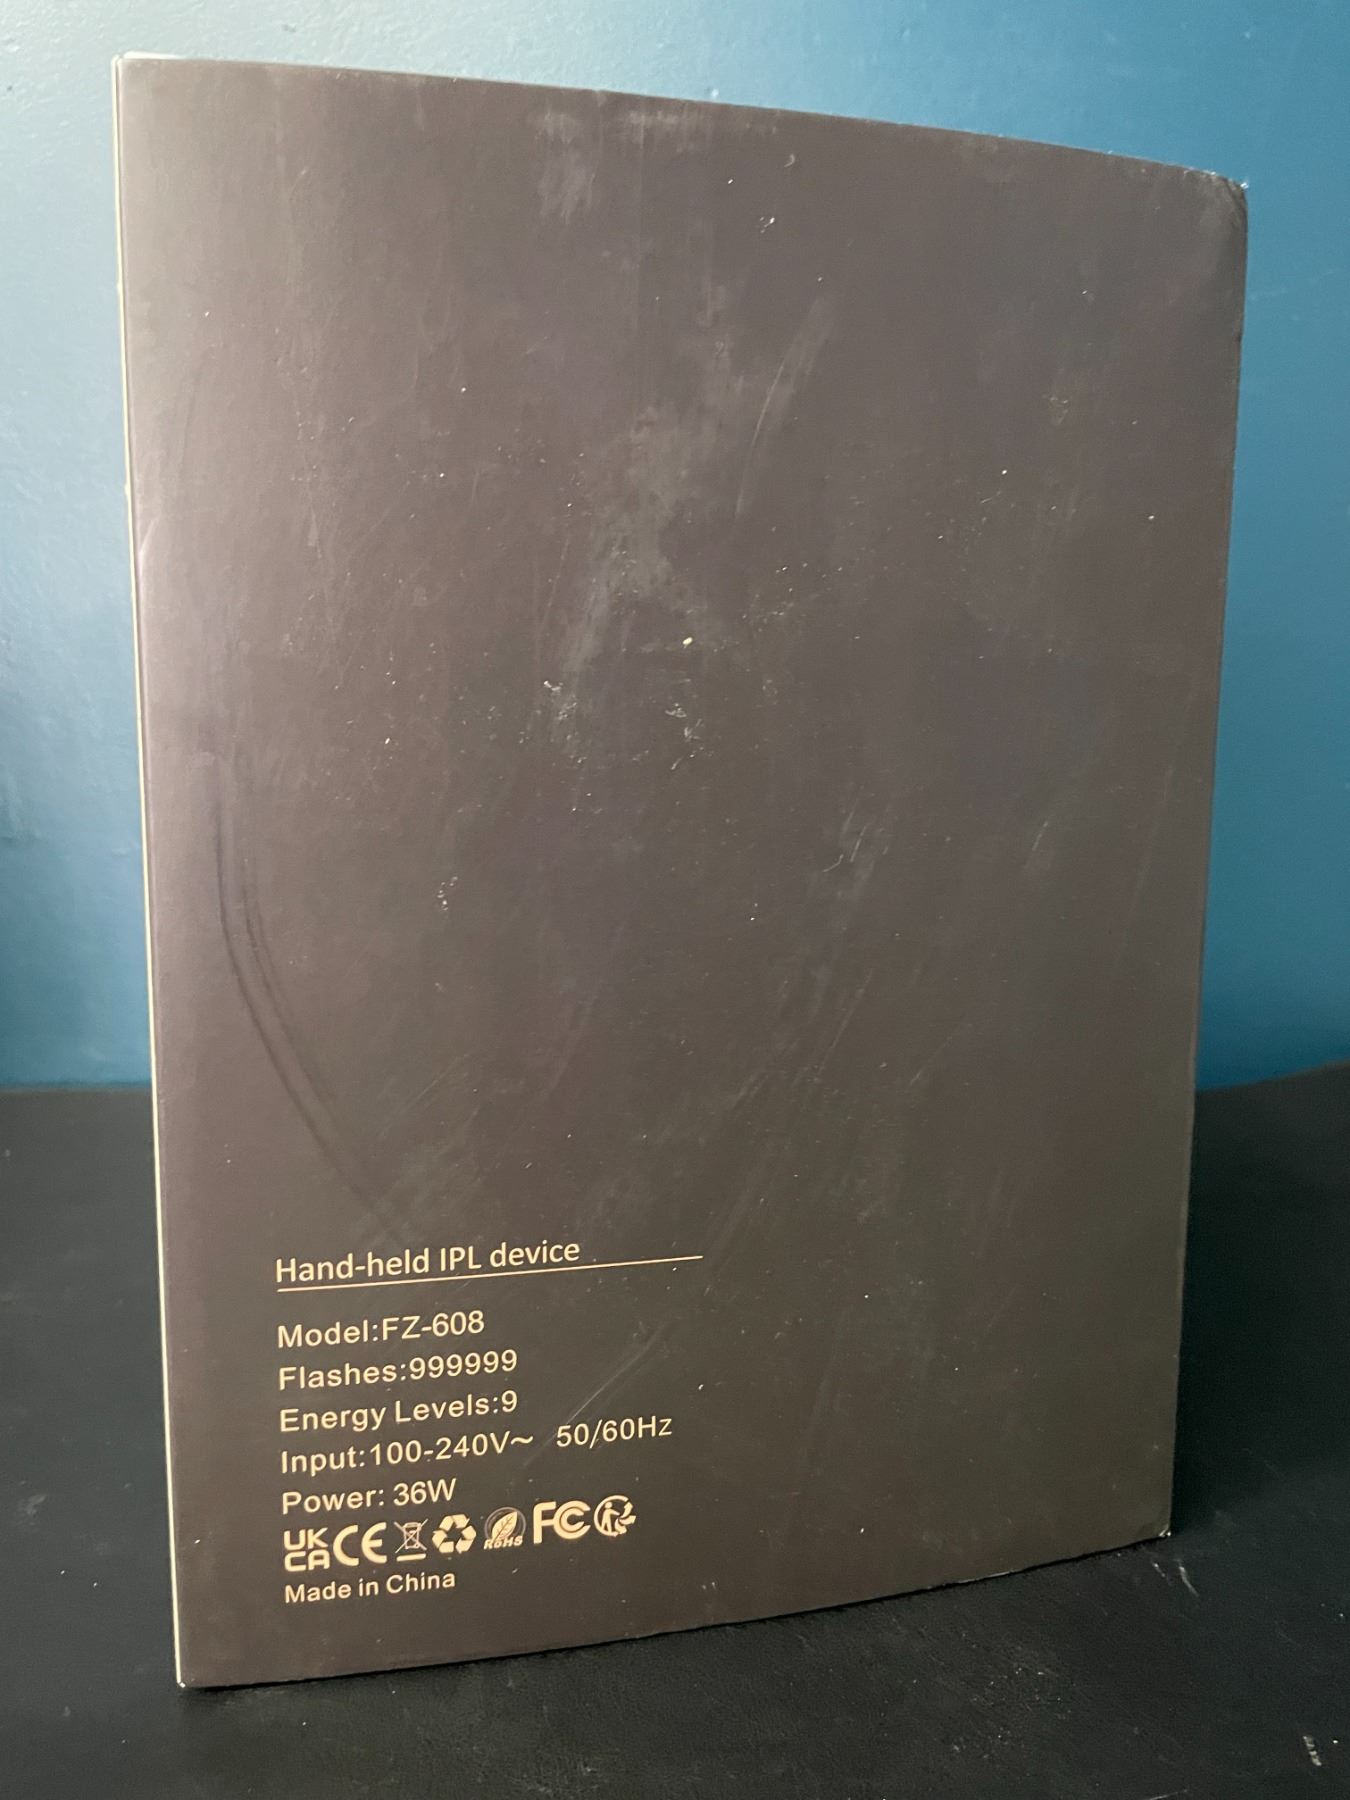 Hand-held IPL device
Model:FZ-608
Flashes:999999
Energy Levels:9
Input:100-240V~ 50/60Hz
Power: 36W
UK
CA CE RoHS FC
Made in China